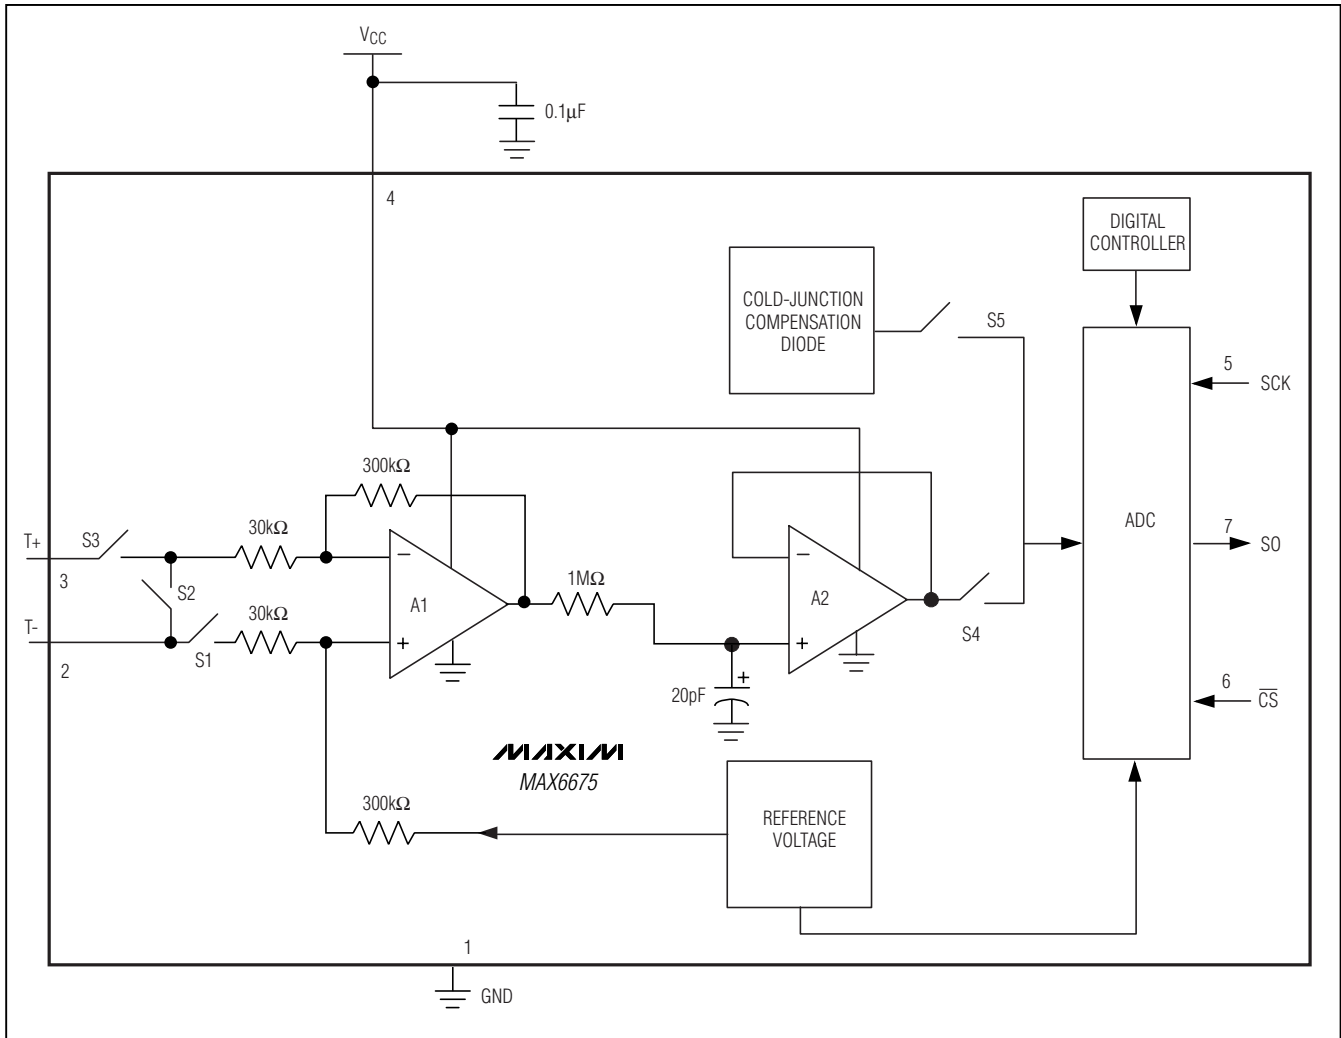 VCC
0.1µF
4
DIGITAL
CONTROLLER
COLD-JUNCTION
COMPENSATION
DIODE
S5
5
SCK
300kΩ
30kΩ
T+
S3
3
−
A1
+
S2
30kΩ
T-
S1
2
1MΩ
−
A2
+
S4
ADC
7
SO
20pF
+
6
C̅S̅
MAXIM
MAX6675
300kΩ
REFERENCE
VOLTAGE
1
GND